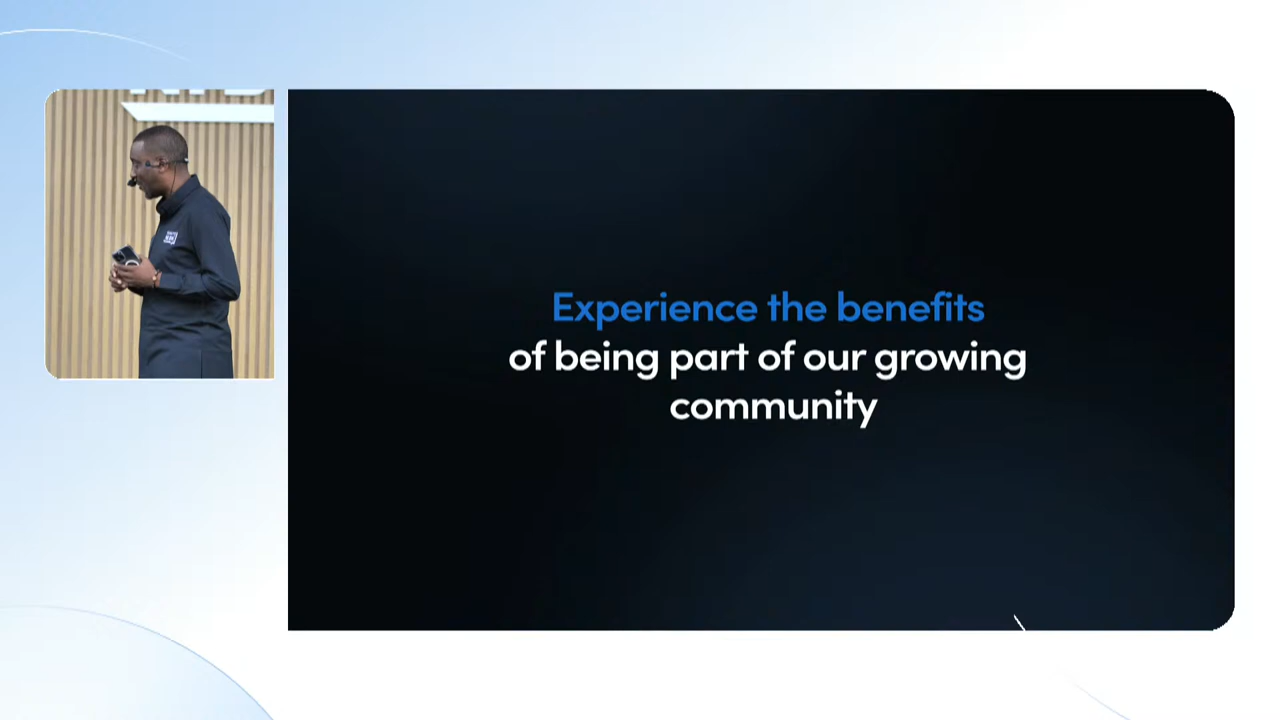 Experience the benefits
of being part of our growing
community